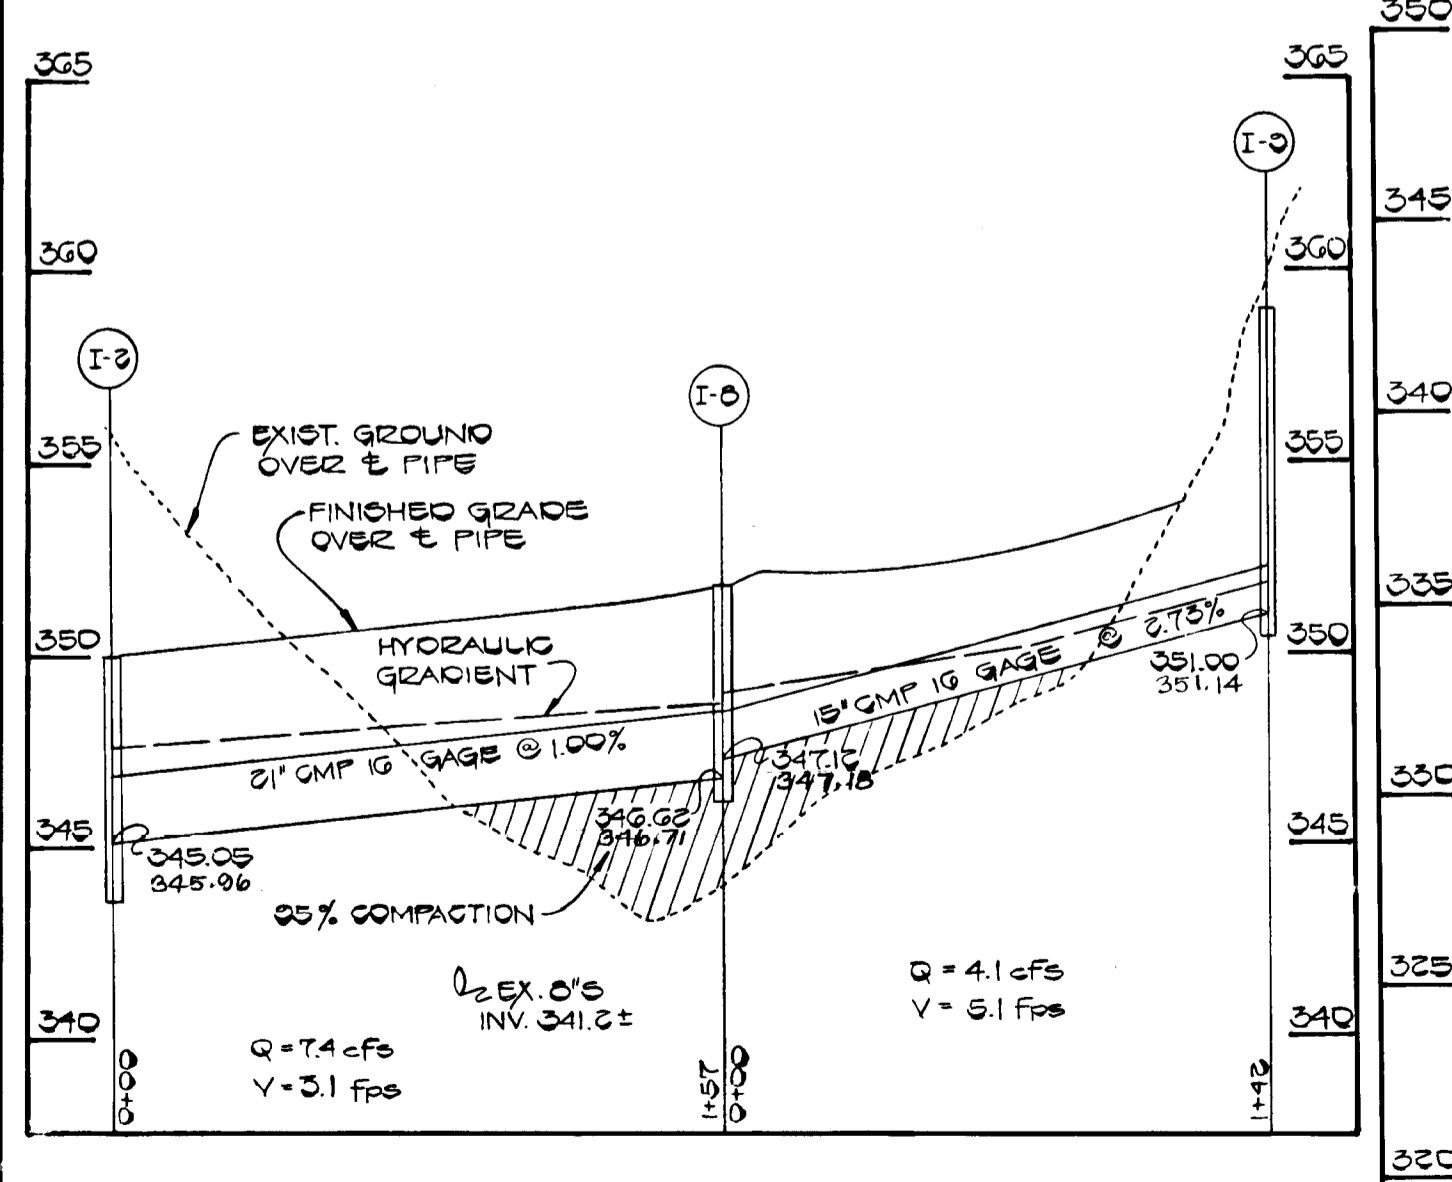 350
365
365
I-9
345
360
360
I-2
I-8
340
EXIST. GROUND
OVER ℄ PIPE
355
355
FINISHED GRADE
OVER ℄ PIPE
335
350
HYDRAULIC
GRADIENT
15" CMP 16 GAGE @ 2.73%
350
351.00
351.14
21" CMP 16 GAGE @ 1.00%
347.12
347.18
330
346.62
346.71
345
345
345.05
345.96
95% COMPACTION
EX. 8"S
INV. 341.2±
Q = 4.1 cfs
V = 5.1 fps
325
340
340
Q = 7.4 cfs
V = 3.1 fps
0+00
1+57
0+00
1+42
320